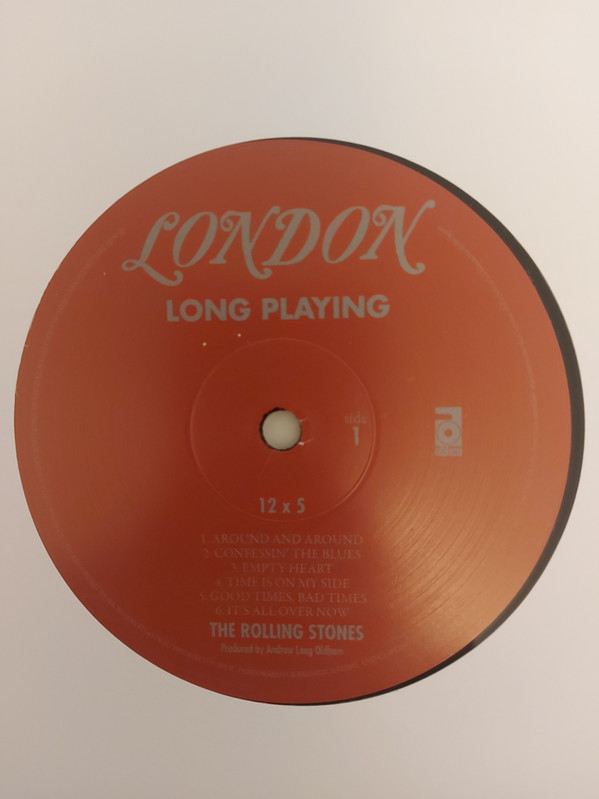 LONDON
LONG PLAYING
side
1
12 x 5
1. AROUND AND AROUND
2. CONFESSIN' THE BLUES
3. EMPTY HEART
4. TIME IS ON MY SIDE
5. GOOD TIMES, BAD TIMES
6. IT'S ALL OVER NOW
THE ROLLING STONES
Produced by Andrew Loog Oldham